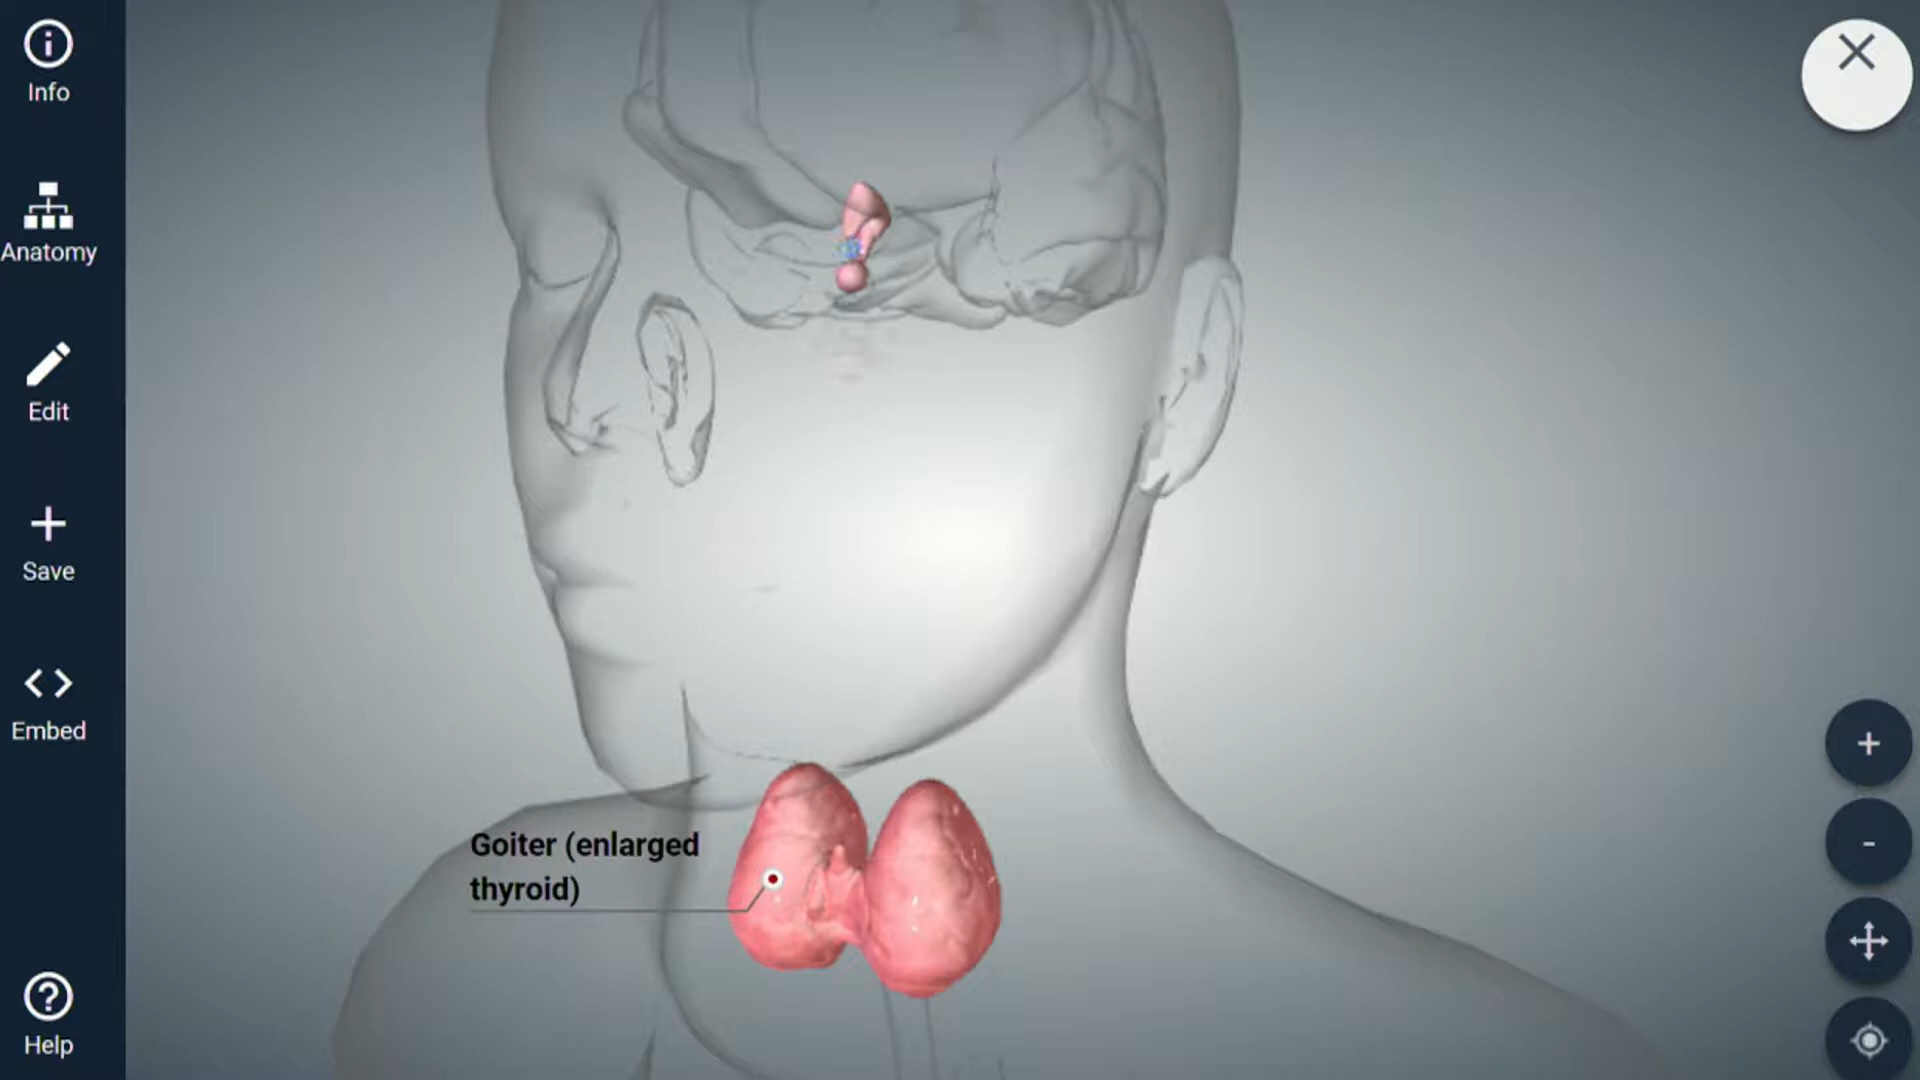 Info
Anatomy
Edit
Save
Embed
Help
Goiter (enlarged
thyroid)
+
-